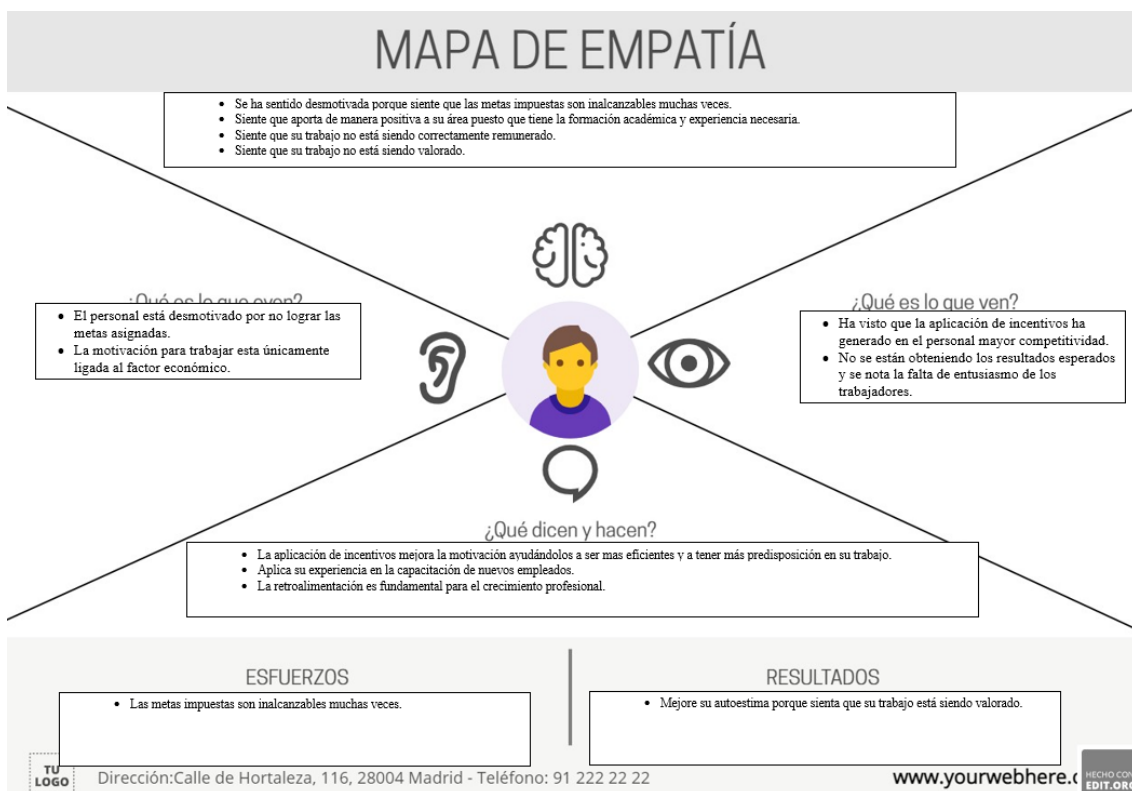 MAPA DE EMPATÍA
• Se ha sentido desmotivada porque siente que las metas impuestas son inalcanzables muchas veces.
• Siente que aporta de manera positiva a su área puesto que tiene la formación académica y experiencia necesaria.
• Siente que su trabajo no está siendo correctamente remunerado.
• Siente que su trabajo no está siendo valorado.
¿Qué es lo que oyen?
• El personal está desmotivado por no lograr las
metas asignadas.
• La motivación para trabajar esta únicamente
ligada al factor económico.
¿Qué es lo que ven?
• Ha visto que la aplicación de incentivos ha
generado en el personal mayor competitividad.
• No se están obteniendo los resultados esperados
y se nota la falta de entusiasmo de los
trabajadores.
¿Qué dicen y hacen?
• La aplicación de incentivos mejora la motivación ayudándolos a ser mas eficientes y a tener más predisposición en su trabajo.
• Aplica su experiencia en la capacitación de nuevos empleados.
• La retroalimentación es fundamental para el crecimiento profesional.
ESFUERZOS
• Las metas impuestas son inalcanzables muchas veces.
RESULTADOS
• Mejore su autoestima porque sienta que su trabajo está siendo valorado.
TU
LOGO
Dirección:Calle de Hortaleza, 116, 28004 Madrid - Teléfono: 91 222 22 22
www.yourwebhere.c
HECHO CON
EDIT.ORG